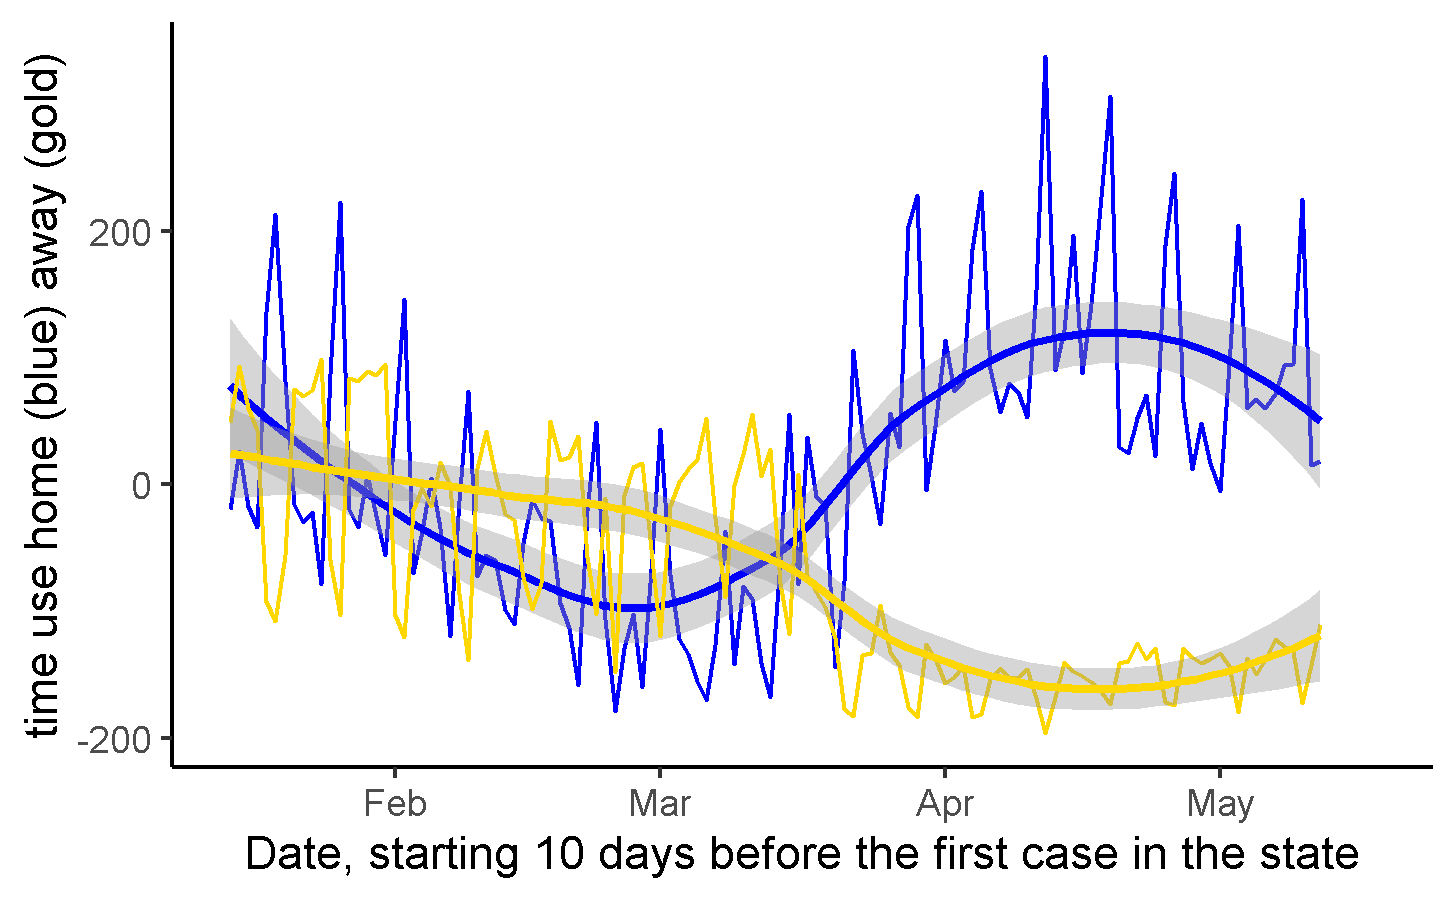 time use home (blue) away (gold)
200
0
-200
Feb Mar Apr May
Date, starting 10 days before the first case in the state